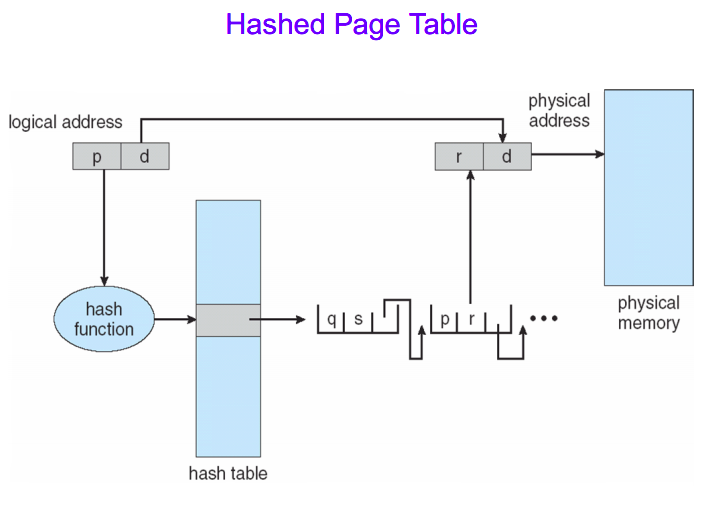 Hashed Page Table
logical address
physical
address
p d
r d
hash
function
q s
p r
•••
physical
memory
hash table